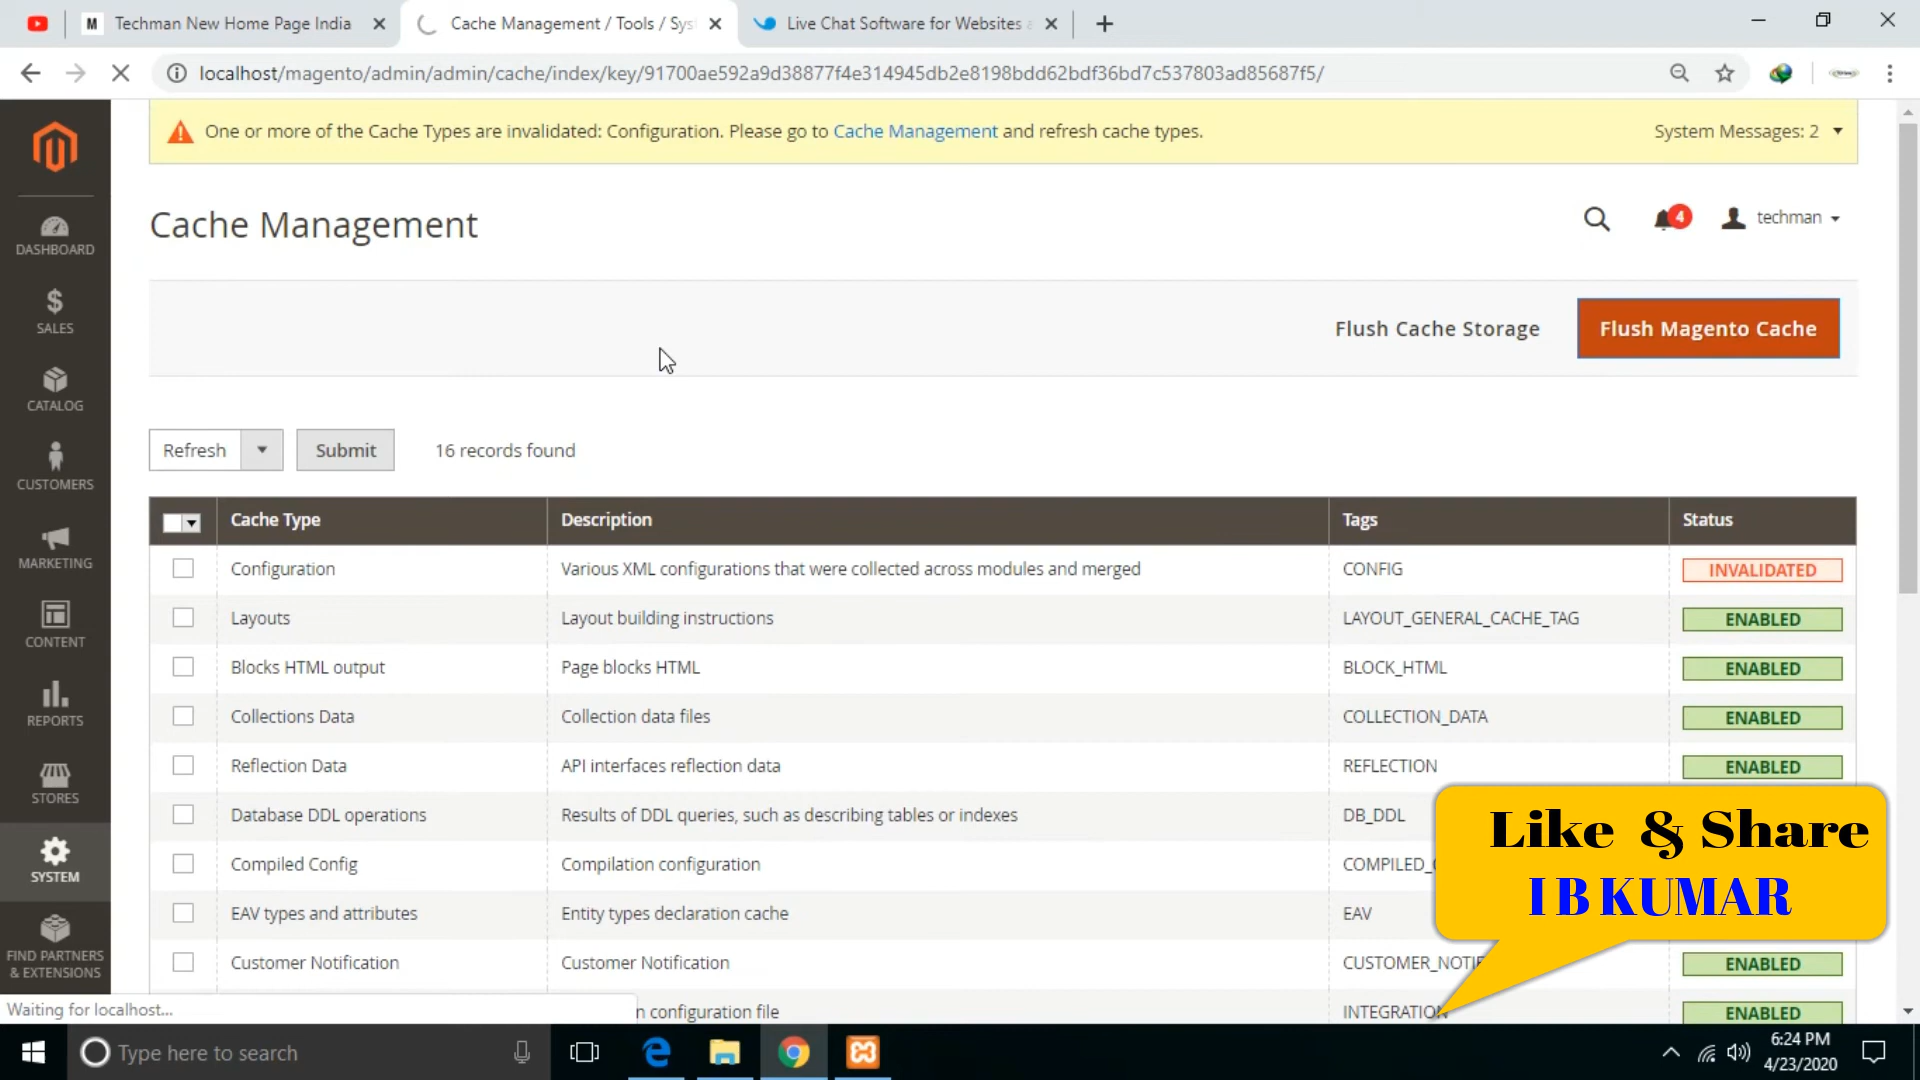 Techman New Home Page India
Cache Management / Tools / Sys
Live Chat Software for Websites
localhost/magento/admin/admin/cache/index/key/91700ae592a9d38877f4e314945db2e8198bdd62bdf36bd7c537803ad85687f5/
One or more of the Cache Types are invalidated: Configuration. Please go to Cache Management and refresh cache types.
System Messages: 2
Cache Management
4
techman
Flush Cache Storage
Flush Magento Cache
DASHBOARD
SALES
CATALOG
CUSTOMERS
MARKETING
CONTENT
REPORTS
STORES
SYSTEM
FIND PARTNERS
& EXTENSIONS
Refresh
Submit
16 records found
Cache Type Description Tags Status
Configuration Various XML configurations that were collected across modules and merged CONFIG INVALIDATED
Layouts Layout building instructions LAYOUT_GENERAL_CACHE_TAG ENABLED
Blocks HTML output Page blocks HTML BLOCK_HTML ENABLED
Collections Data Collection data files COLLECTION_DATA ENABLED
Reflection Data API interfaces reflection data REFLECTION ENABLED
Database DDL operations Results of DDL queries, such as describing tables or indexes DB_DDL
Compiled Config Compilation configuration COMPILED_
EAV types and attributes Entity types declaration cache EAV
Customer Notification Customer Notification CUSTOMER_NOTIF ENABLED
n configuration file INTEGRATION ENABLED
Like & Share
I B KUMAR
Waiting for localhost...
Type here to search
6:24 PM
4/23/2020